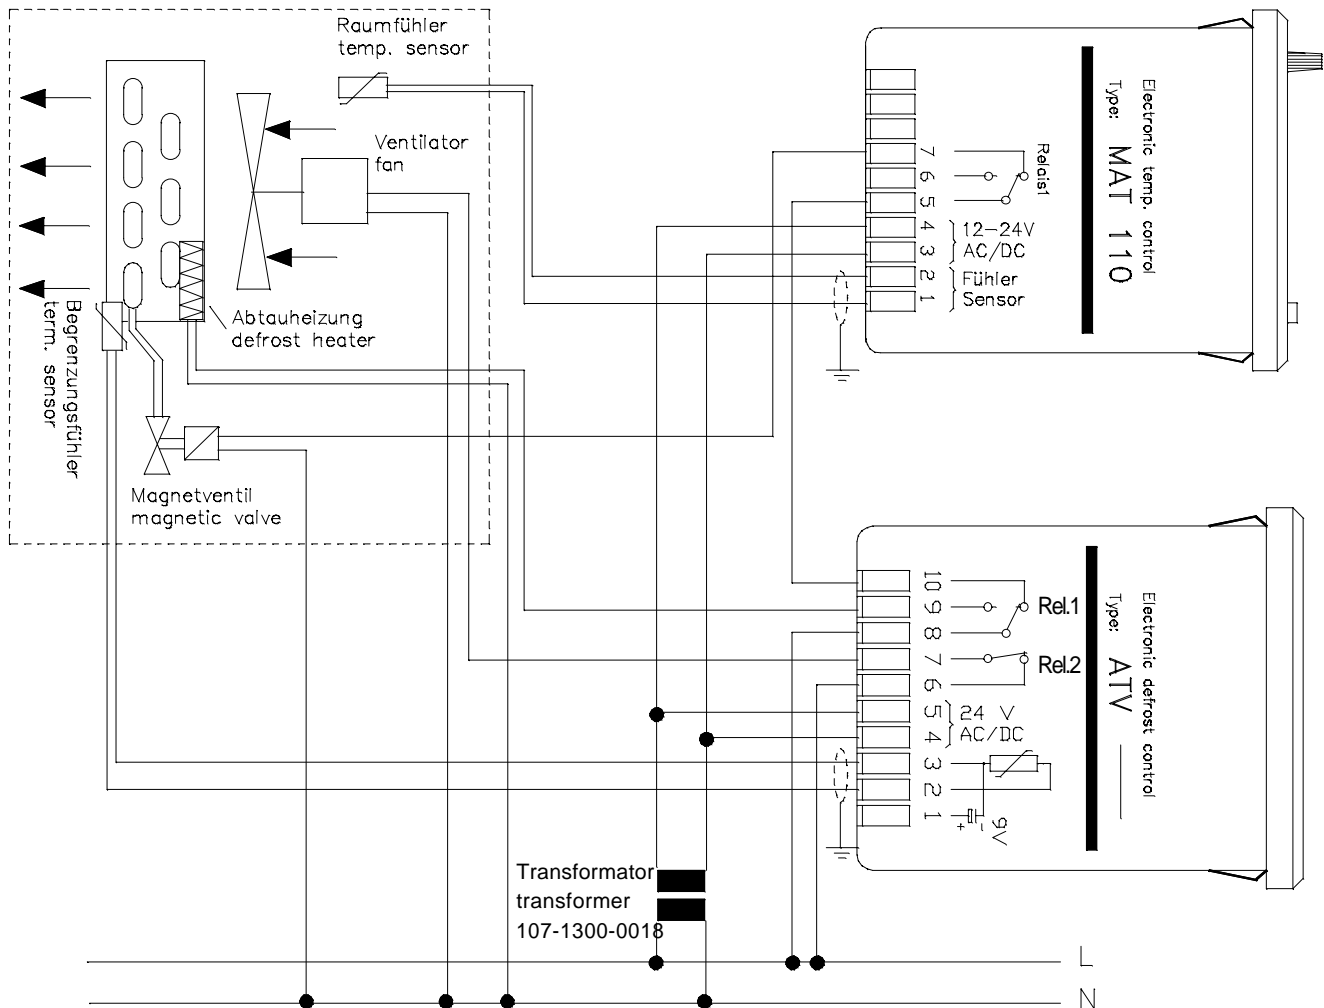 Raumfühler
temp. sensor
Ventilator
fan
Abtauheizung
defrost heater
Begrenzungsfühler
term. sensor
Magnetventil
magnetic valve
7
6
5
4
3
2
1
Relais1
12-24V
AC/DC
Fühler
Sensor
Electronic temp. control
Type: MAT 110
10
9
8
7
6
5
4
3
2
1
Rel.1
Rel.2
24 V
AC/DC
+ -
9V
Electronic defrost control
Type: ATV
Transformator
transformer
107-1300-0018
L
N